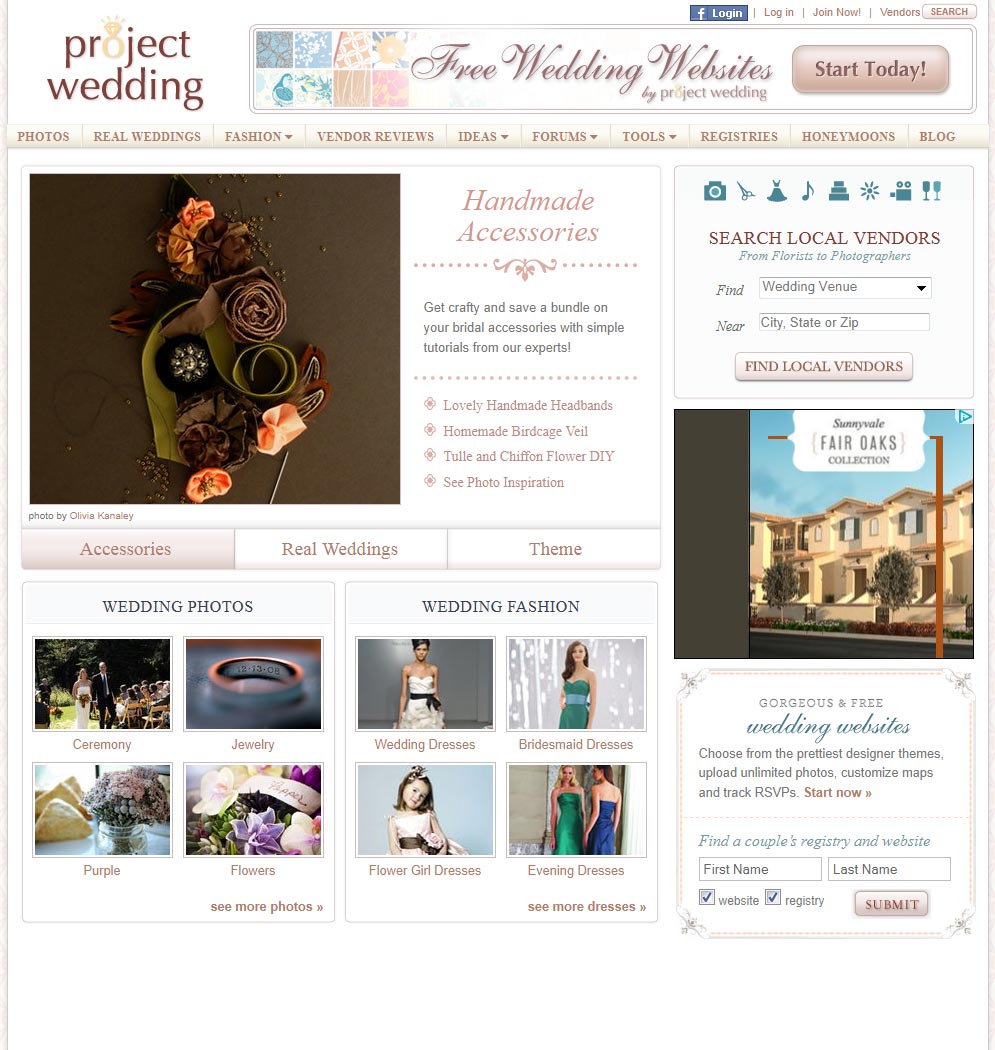 Login | Log in | Join Now! | Vendors SEARCH
project
wedding
Free Wedding Websites
by project wedding
Start Today!
PHOTOS REAL WEDDINGS FASHION VENDOR REVIEWS IDEAS FORUMS TOOLS REGISTRIES HONEYMOONS BLOG
Handmade
Accessories
Get crafty and save a bundle on
your bridal accessories with simple
tutorials from our experts!
Lovely Handmade Headbands
Homemade Birdcage Veil
Tulle and Chiffon Flower DIY
See Photo Inspiration
photo by Olivia Kanaley
Accessories Real Weddings Theme
SEARCH LOCAL VENDORS
From Florists to Photographers
Find Wedding Venue
Near City, State or Zip
FIND LOCAL VENDORS
Sunnyvale
{FAIR OAKS}
COLLECTION
WEDDING PHOTOS
12·13·08
Ceremony Jewelry
Pepper
Purple Flowers
see more photos »
WEDDING FASHION
Wedding Dresses Bridesmaid Dresses
Flower Girl Dresses Evening Dresses
see more dresses »
GORGEOUS & FREE
wedding websites
Choose from the prettiest designer themes,
upload unlimited photos, customize maps
and track RSVPs. Start now »
Find a couple's registry and website
First Name Last Name
website registry SUBMIT